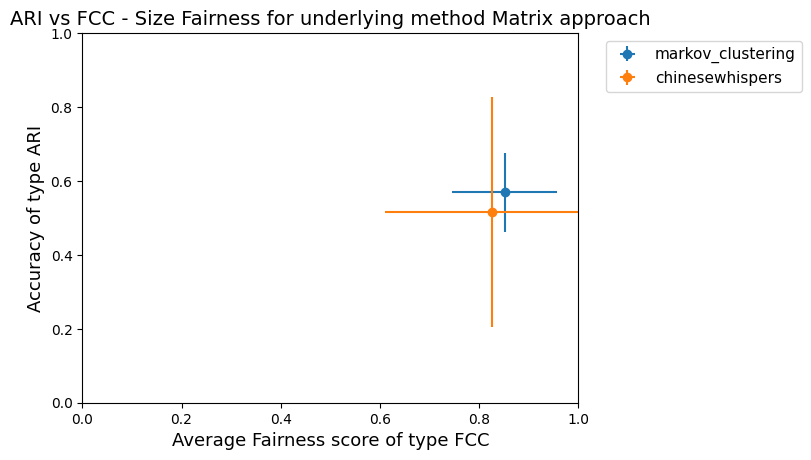 ARI vs FCC - Size Fairness for underlying method Matrix approach
markov_clustering
chinesewhispers
Accuracy of type ARI
1.0
0.8
0.6
0.4
0.2
0.0
0.0 0.2 0.4 0.6 0.8 1.0
Average Fairness score of type FCC